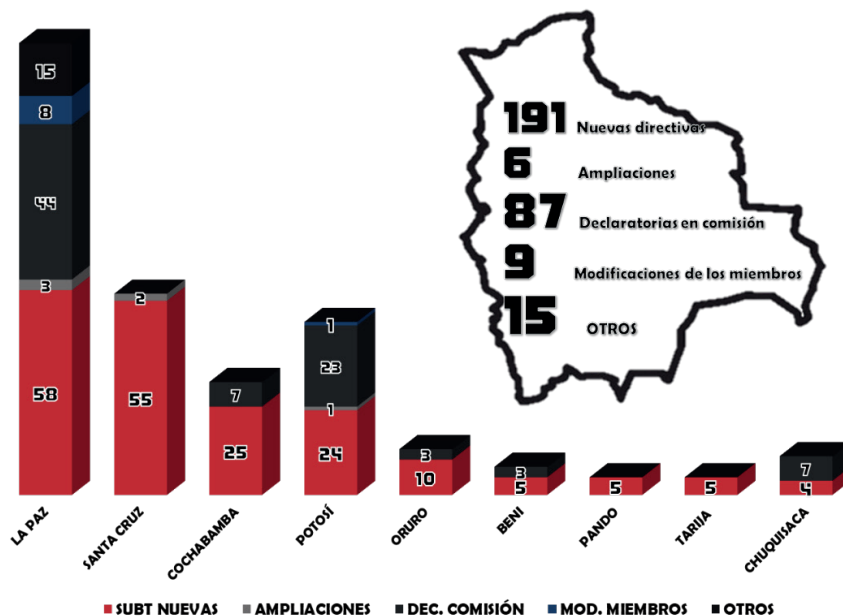 15
8
44
3
58
2
55
7
25
1
23
1
24
3
10
3
5
5
5
7
4
191 Nuevas directivas
6 Ampliaciones
87 Declaratorias en comisión
9 Modificaciones de los miembros
15 OTROS
LA PAZ
SANTA CRUZ
COCHABAMBA
POTOSÍ
ORURO
BENI
PANDO
TARIJA
CHUQUISACA
SUBT NUEVAS AMPLIACIONES DEC. COMISIÓN MOD. MIEMBROS OTROS